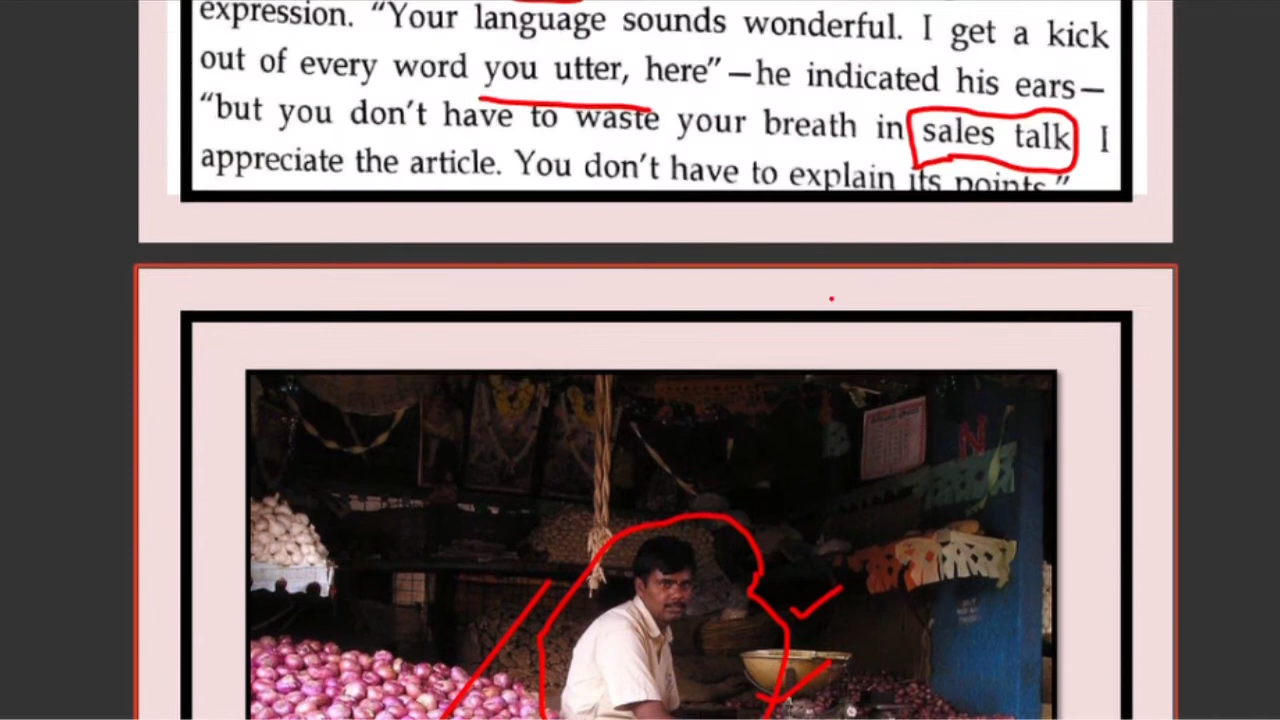 expression. “Your language sounds wonderful. I get a kick
out of every word you utter, here”—he indicated his ears—
“but you don’t have to waste your breath in sales talk I
appreciate the article. You don’t have to explain its points.”
N